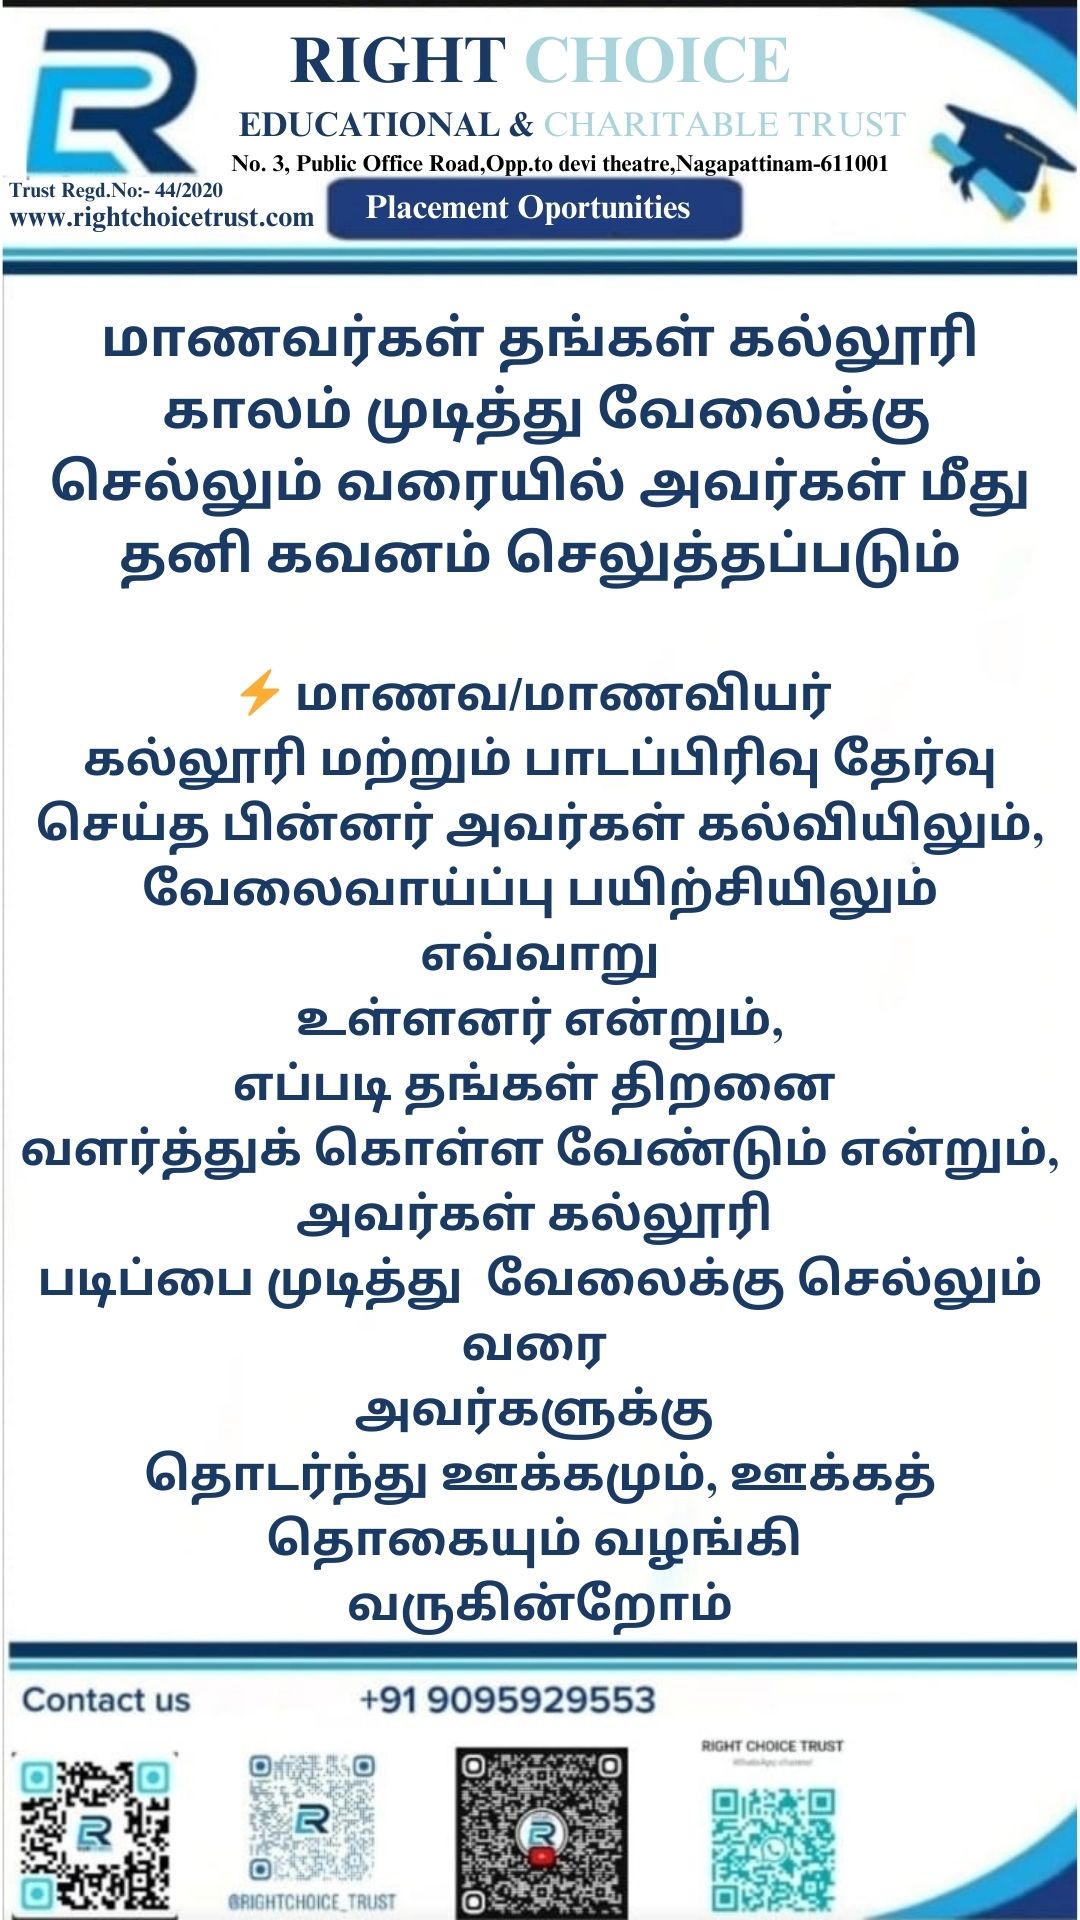 RIGHT CHOICE
EDUCATIONAL & CHARITABLE TRUST
No. 3, Public Office Road,Opp.to devi theatre,Nagapattinam-611001
Trust Regd.No:- 44/2020
www.rightchoicetrust.com
Placement Oportunities
மாணவர்கள் தங்கள் கல்லூரி
காலம் முடித்து வேலைக்கு
செல்லும் வரையில் அவர்கள் மீது
தனி கவனம் செலுத்தப்படும்
⚡ மாணவ/மாணவியர்
கல்லூரி மற்றும் பாடப்பிரிவு தேர்வு
செய்த பின்னர் அவர்கள் கல்வியிலும்,
வேலைவாய்ப்பு பயிற்சியிலும்
எவ்வாறு
உள்ளனர் என்றும்,
எப்படி தங்கள் திறனை
வளர்த்துக் கொள்ள வேண்டும் என்றும்,
அவர்கள் கல்லூரி
படிப்பை முடித்து வேலைக்கு செல்லும்
வரை
அவர்களுக்கு
தொடர்ந்து ஊக்கமும், ஊக்கத்
தொகையும் வழங்கி
வருகின்றோம்
Contact us +91 9095929553
RIGHT CHOICE TRUST
WhatsApp channel
@RIGHTCHOICE_TRUST